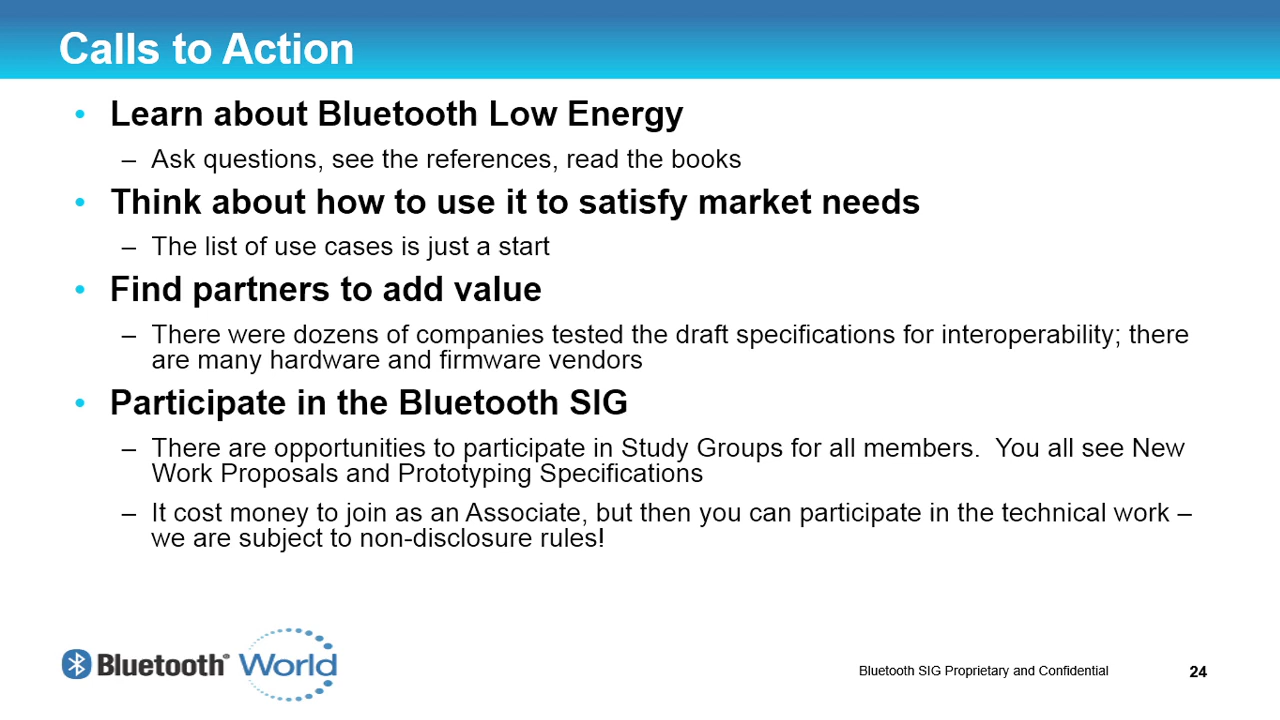 Calls to Action
• Learn about Bluetooth Low Energy
– Ask questions, see the references, read the books
• Think about how to use it to satisfy market needs
– The list of use cases is just a start
• Find partners to add value
– There were dozens of companies tested the draft specifications for interoperability; there
are many hardware and firmware vendors
• Participate in the Bluetooth SIG
– There are opportunities to participate in Study Groups for all members.  You all see New
Work Proposals and Prototyping Specifications
– It cost money to join as an Associate, but then you can participate in the technical work –
we are subject to non-disclosure rules!
Bluetooth® World
Bluetooth SIG Proprietary and Confidential
24